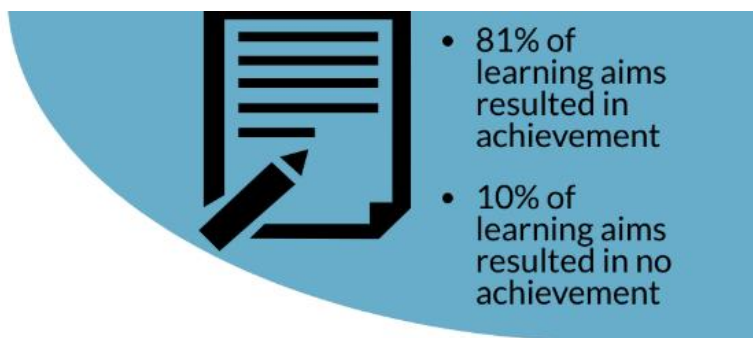 • 81% of
learning aims
resulted in
achievement
• 10% of
learning aims
resulted in no
achievement